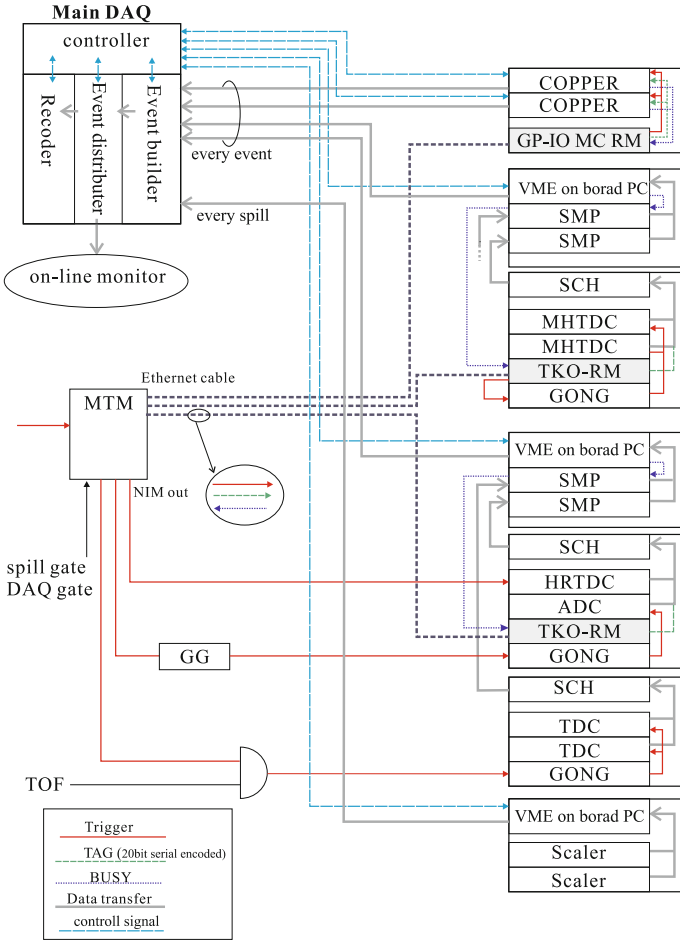 Main DAQ
controller
Recoder
Event distributer
Event builder
every event
every spill
on-line monitor
COPPER
COPPER
GP-IO MC RM
VME on borad PC
SMP
SMP
SCH
MHTDC
MHTDC
TKO-RM
GONG
Ethernet cable
MTM
NIM out
spill gate
DAQ gate
VME on borad PC
SMP
SMP
SCH
HRTDC
ADC
TKO-RM
GONG
GG
SCH
TDC
TDC
GONG
TOF
VME on borad PC
Scaler
Scaler
Trigger
TAG (20bit serial encoded)
BUSY
Data transfer
controll signal